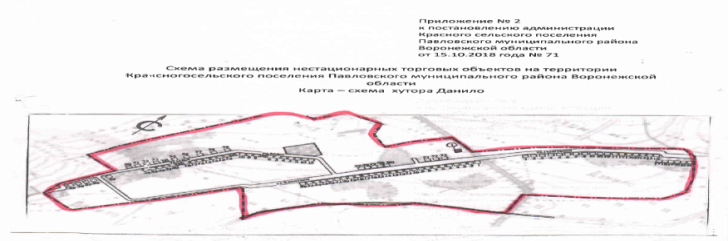 Приложение № 2
к постановлению администрации
Красного сельского поселения
Павловского муниципального района
Воронежской области
от 15.10.2018 года № 71
Схема размещения нестационарных торговых объектов на территории
Красногосельского поселения Павловского муниципального района Воронежской
области
Карта – схема хутора Данило